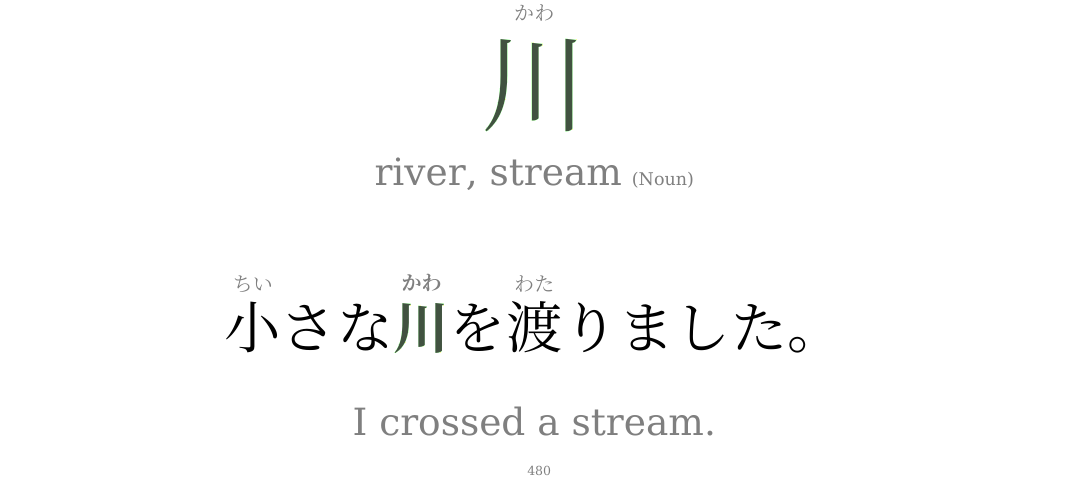 かわ
川
river, stream (Noun)
ちい かわ わた
小さな川を渡りました。
I crossed a stream.
480